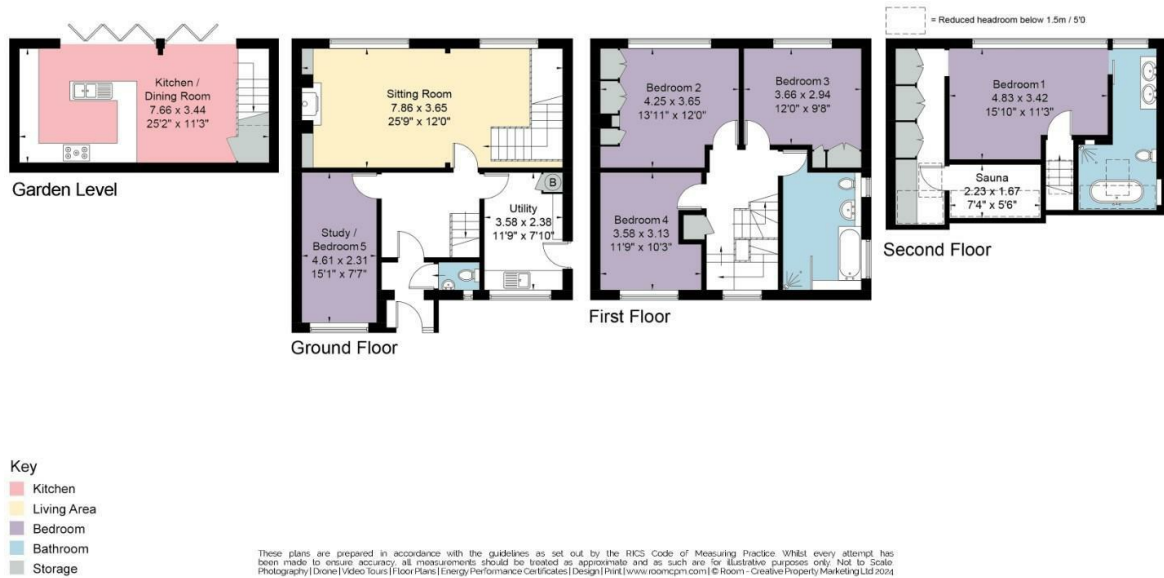 = Reduced headroom below 1.5m / 5'0
Kitchen /
Dining Room
7.66 x 3.44
25'2" x 11'3"
Garden Level
Sitting Room
7.86 x 3.65
25'9" x 12'0"
Study /
Bedroom 5
4.61 x 2.31
15'1" x 7'7"
B
Utility
3.58 x 2.38
11'9" x 7'10"
Ground Floor
Bedroom 2
4.25 x 3.65
13'11" x 12'0"
Bedroom 3
3.66 x 2.94
12'0" x 9'8"
Bedroom 4
3.58 x 3.13
11'9" x 10'3"
First Floor
Bedroom 1
4.83 x 3.42
15'10" x 11'3"
Sauna
2.23 x 1.67
7'4" x 5'6"
Second Floor
Key
Kitchen
Living Area
Bedroom
Bathroom
Storage
These plans are prepared in accordance with the guidelines as set out by the RICS Code of Measuring Practice. Whilst every attempt has
been made to ensure accuracy, all measurements should be treated as approximate and as such are for illustrative purposes only. Not to Scale.
Photography | Drone | Video Tours | Floor Plans | Energy Performance Certificates | Design | Print | www.roomcpm.com | © Room - Creative Property Marketing Ltd 2024